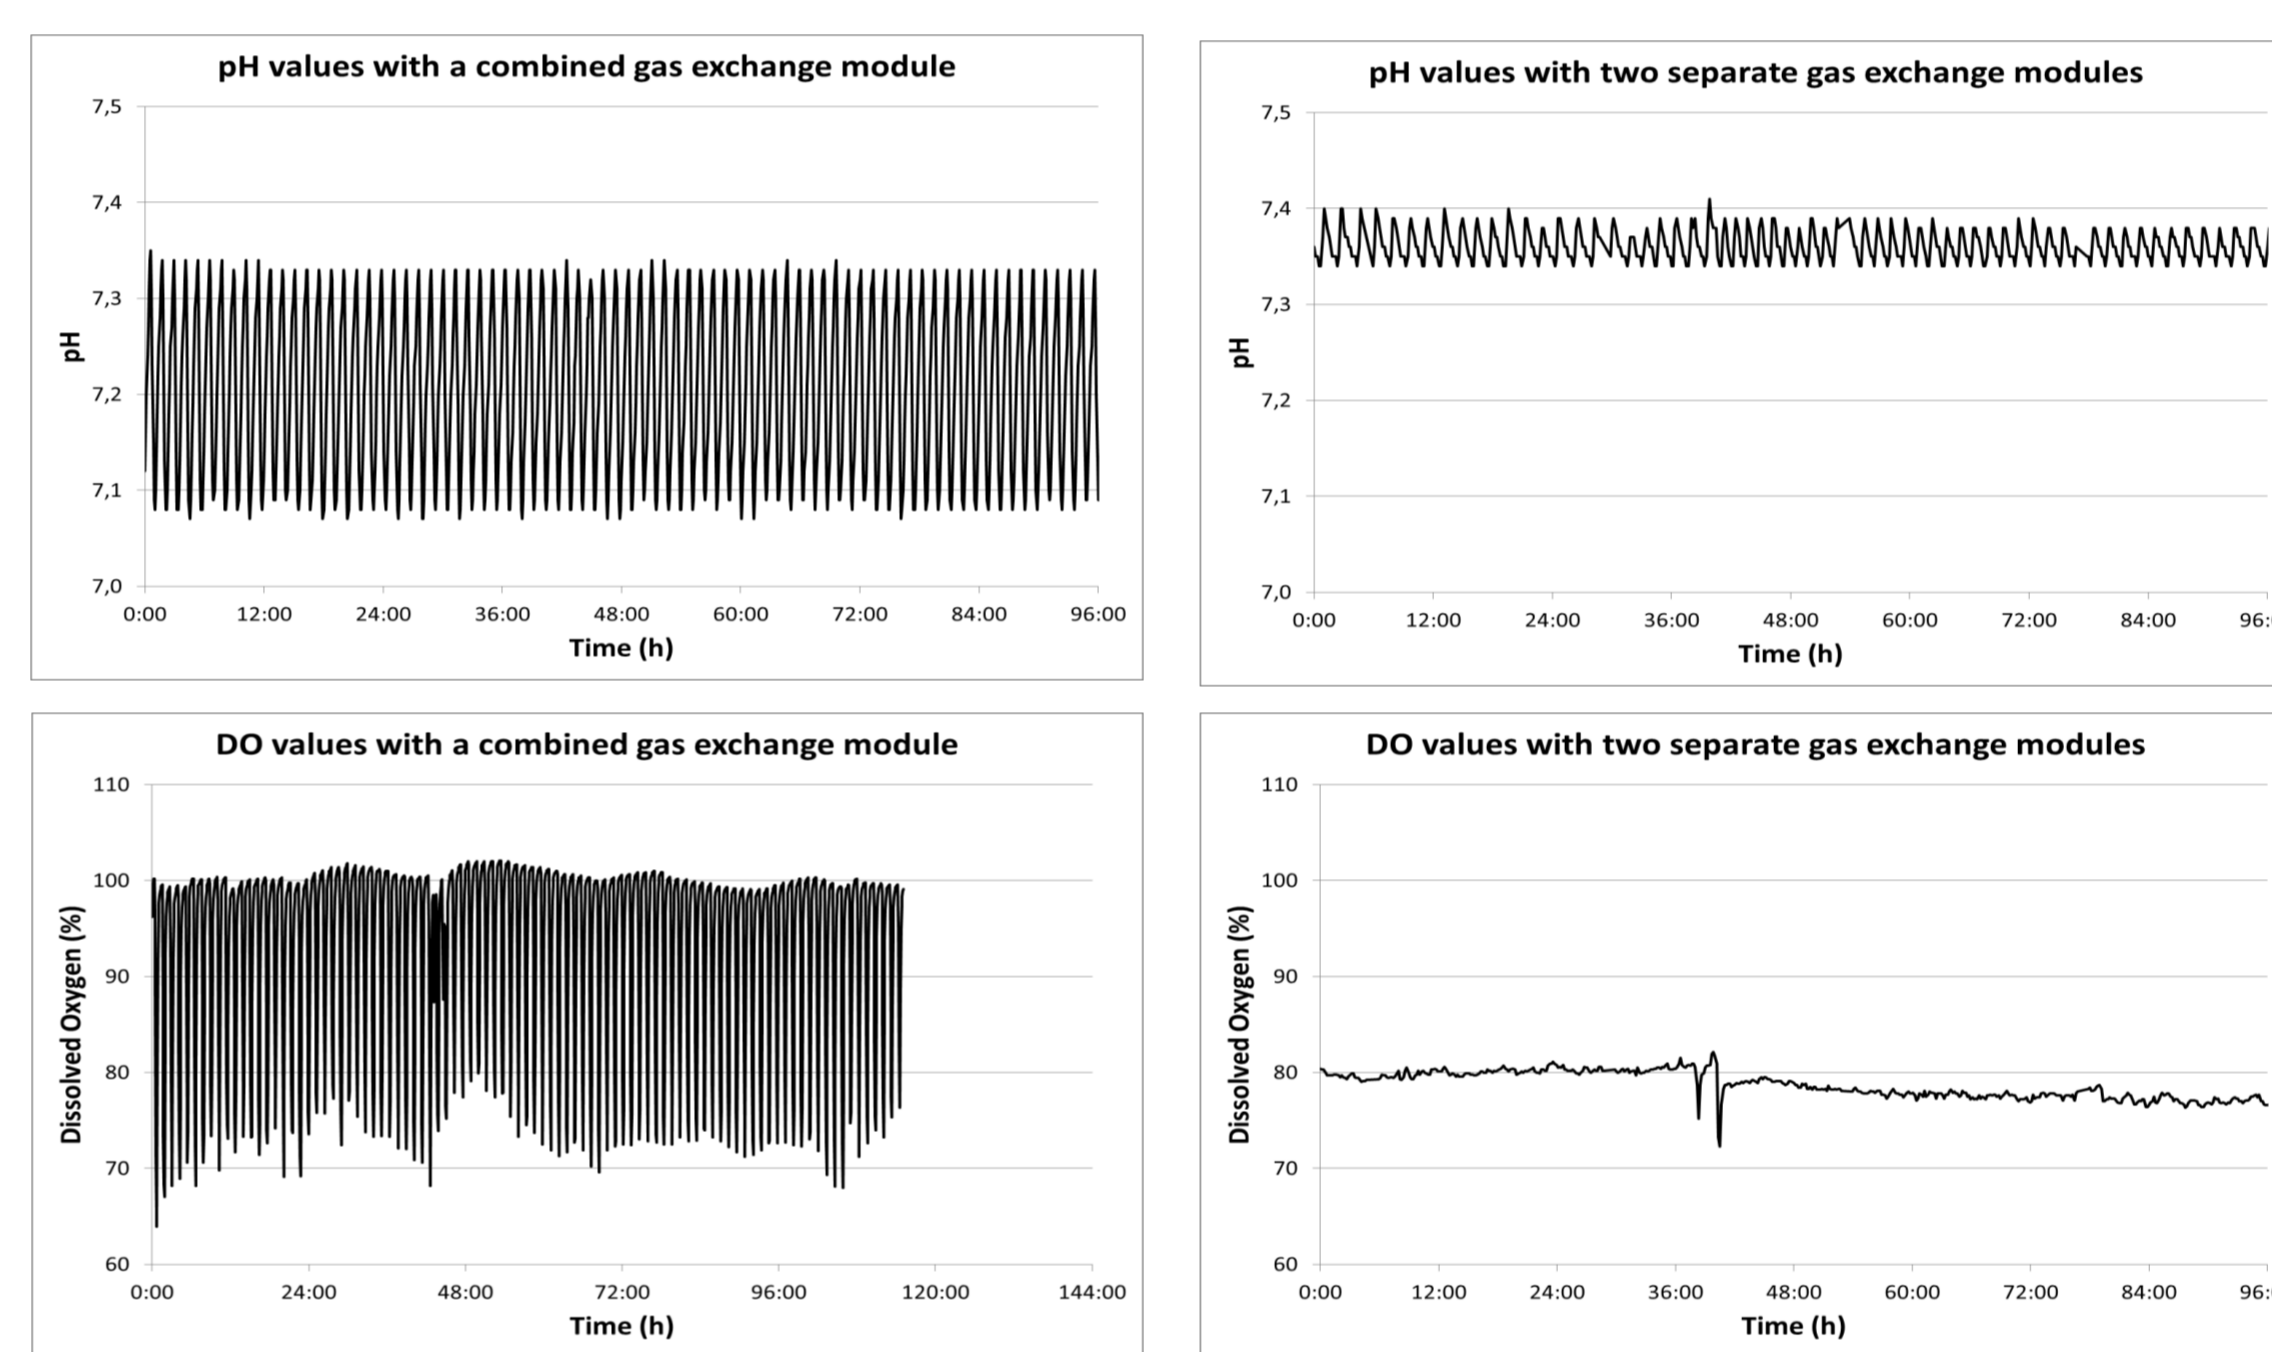 pH values with a combined gas exchange module
7,5
7,4
7,3
7,2
7,1
7,0
pH
0:00 12:00 24:00 36:00 48:00 60:00 72:00 84:00 96:00
Time (h)
pH values with two separate gas exchange modules
7,5
7,4
7,3
7,2
7,1
7,0
pH
0:00 12:00 24:00 36:00 48:00 60:00 72:00 84:00 96:
Time (h)
DO values with a combined gas exchange module
110
100
90
80
70
60
Dissolved Oxygen (%)
0:00 24:00 48:00 72:00 96:00 120:00 144:00
Time (h)
DO values with two separate gas exchange modules
110
100
90
80
70
60
Dissolved Oxygen (%)
0:00 12:00 24:00 36:00 48:00 60:00 72:00 84:00 96:
Time (h)